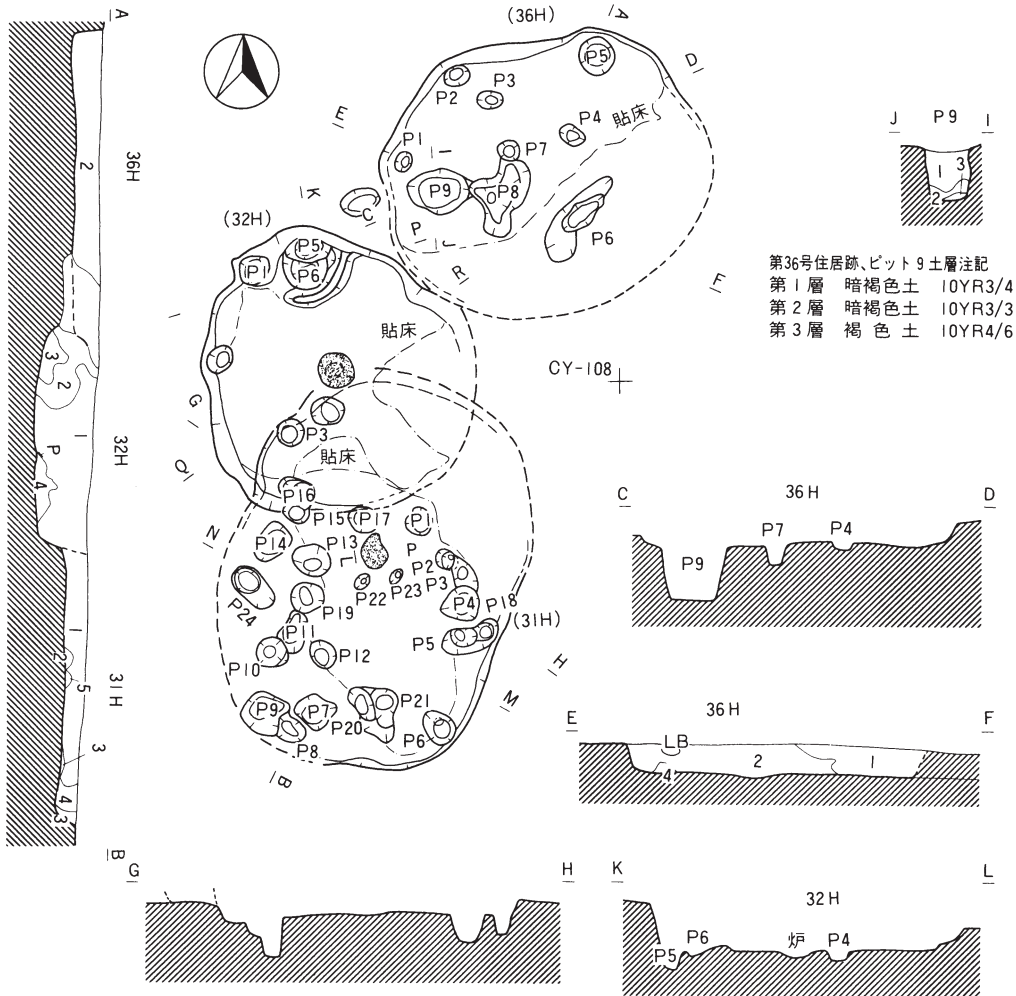 A
(36H)
A
D
P5
P2
P3
E
P4
貼床
J
P9
I
1
3
2
P1
I
P7
P9
P8
K
C
P
L
P6
R
F
(32H)
P5
P1
P6
貼床
第36号住居跡、ピット9土層注記
第1層 暗褐色土 10YR3/4
第2層 暗褐色土 10YR3/3
第3層 褐色土 10YR4/6
CY-108
G
P3
貼床
Q
P16
P15
P17
P1
N
P14
P13
L
P
P2
P3
P22
P23
P24
P19
P4
P18
(31H)
P11
P5
P10
P12
H
M
P9
P7
P21
P20
P8
P6
B
36H
2
3
2
1
32H
P
4
1
2
5
31H
3
4
3
B
C
36H
D
P7
P4
P9
E
36H
F
LB
2
1
4
G
H
K
L
32H
P6
炉
P4
P5